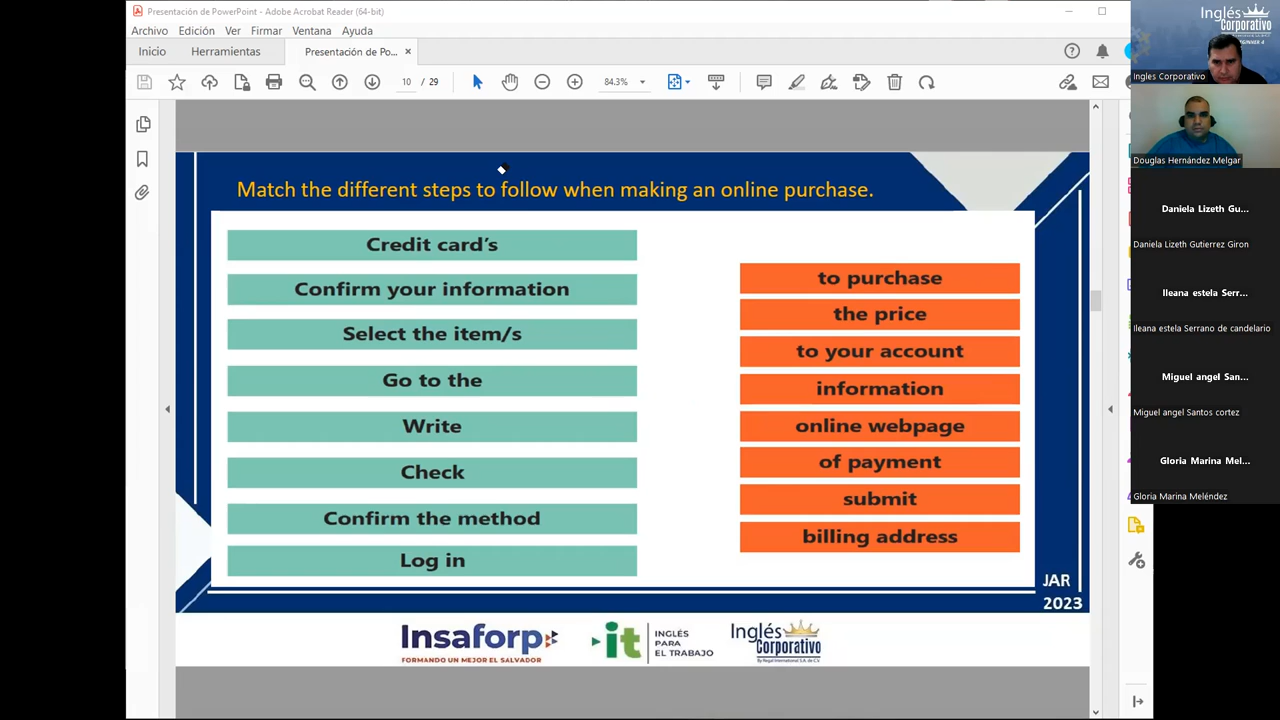 Presentación de PowerPoint - Adobe Acrobat Reader (64-bit)
Archivo Edición Ver Firmar Ventana Ayuda
Inicio Herramientas Presentación de Po... ×
10 / 29 84.3%
Match the different steps to follow when making an online purchase.
Credit card's
Confirm your information
Select the item/s
Go to the
Write
Check
Confirm the method
Log in
to purchase
the price
to your account
information
online webpage
of payment
submit
billing address
JAR
2023
Insaforp
FORMANDO UN MEJOR EL SALVADOR
it
INGLÉS
PARA
EL TRABAJO
Inglés
Corporativo
By Regal International S.A. de C.V.
Inglés
Corporativo
BEGINNER 4
Ingles Corporativo
Douglas Hernández Melgar
Daniela Lizeth Gu...
Daniela Lizeth Gutierrez Giron
Ileana estela Serr...
Ileana estela Serrano de candelario
Miguel angel San...
Miguel angel Santos cortez
Gloria Marina Mel...
Gloria Marina Meléndez